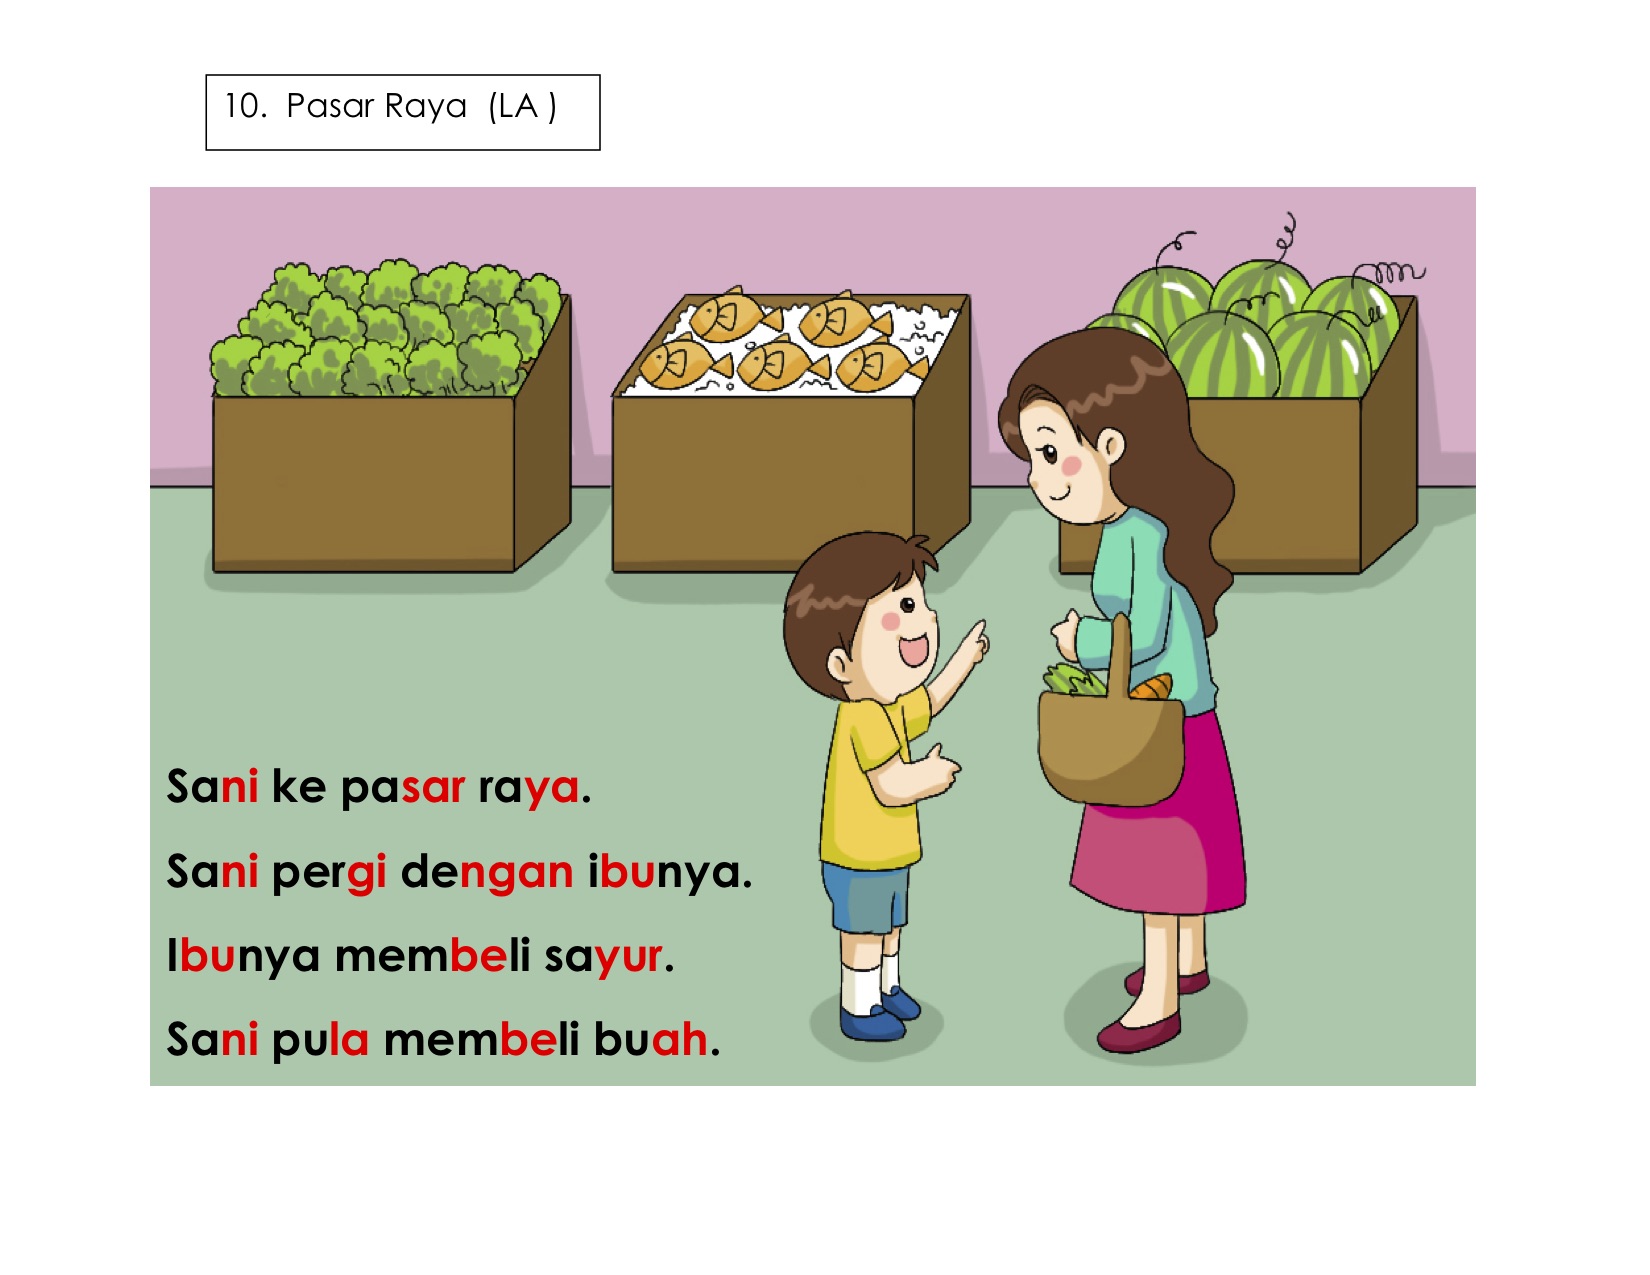 10. Pasar Raya (LA )
Sani ke pasar raya.
Sani pergi dengan ibunya.
Ibunya membeli sayur.
Sani pula membeli buah.